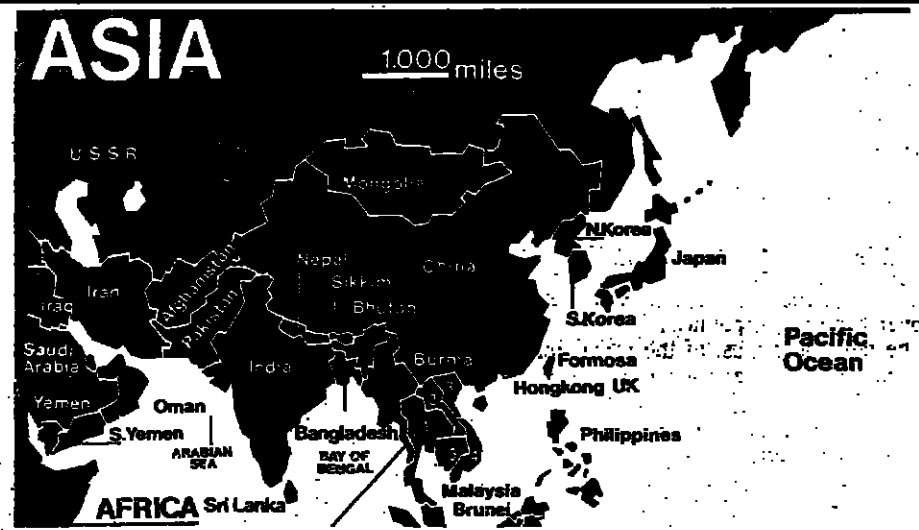 ASIA
1,000 miles
USSR
Mongolia
N.Korea
Japan
S.Korea
Nepal
Sikkim
Bhutan
China
Afghanistan
Pakistan
Iran
Iraq
Saudi
Arabia
Yemen
S.Yemen
Oman
ARABIAN
SEA
India
Burma
Formosa
Hongkong UK
Pacific
Ocean
Bangladesh
BAY OF
BENGAL
Philippines
Malaysia
Brunei
AFRICA
Sri Lanka